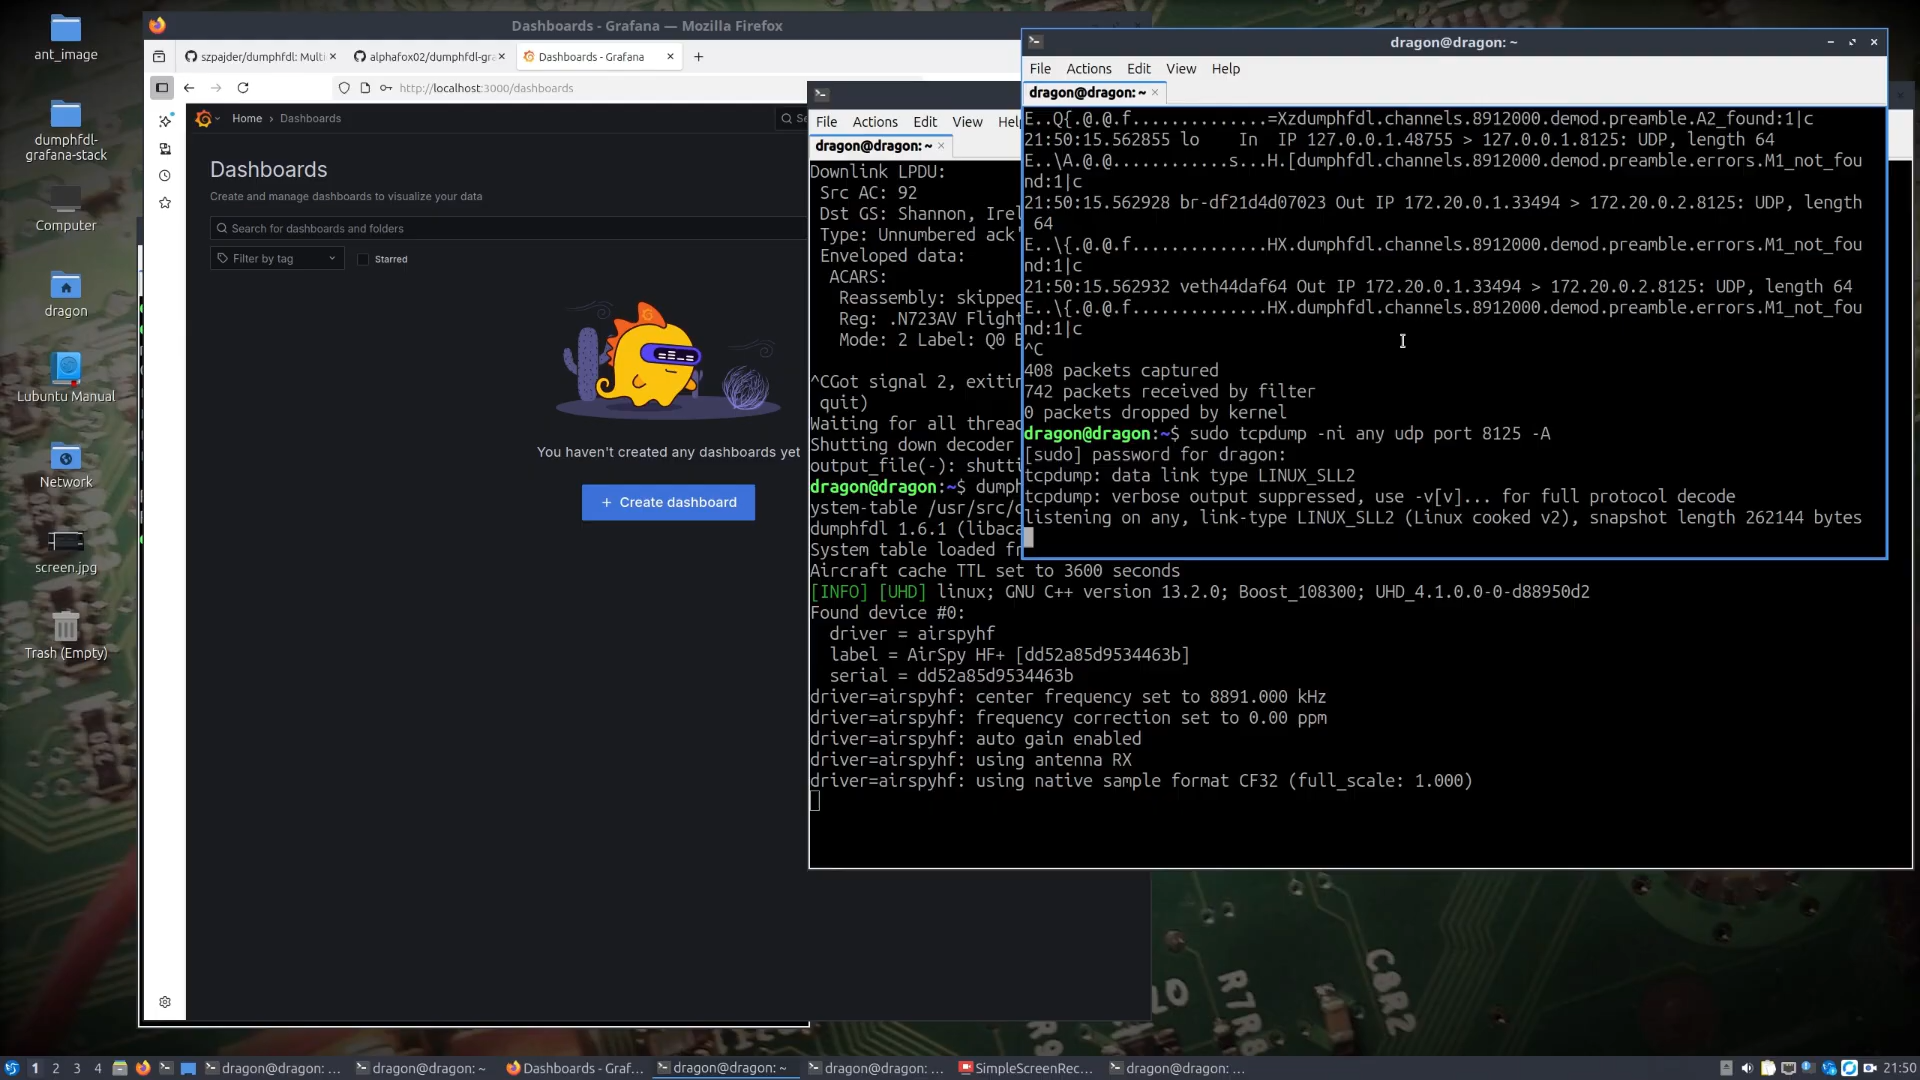 ant_image
dumphfdl-
grafana-stack
Computer
dragon
Lubuntu Manual
Network
screen.jpg
Trash (Empty)
Dashboards - Grafana — Mozilla Firefox
szpajder/dumphfdl: Multi
alphafox02/dumphfdl-gra
Dashboards - Grafana
http://localhost:3000/dashboards
Home
Dashboards
Dashboards
Create and manage dashboards to visualize your data
Search for dashboards and folders
Filter by tag
Starred
You haven't created any dashboards yet
+ Create dashboard
File Actions Edit View Help
dragon@dragon: ~
Downlink LPDU:
Src AC: 92
Dst GS: Shannon, Irel
Type: Unnumbered ack'
Enveloped data:
ACARS:
Reassembly: skipped
Reg: .N723AV Flight
Mode: 2 Label: Q0 B
^CGot signal 2, exitin
quit)
Waiting for all thread
Shutting down decoder
output_file(-): shutti
dragon@dragon:~$ dumph
ystem-table /usr/src/d
dumphfdl 1.6.1 (libaca
System table loaded fr
Aircraft cache TTL set to 3600 seconds
[INFO] [UHD] linux; GNU C++ version 13.2.0; Boost_108300; UHD_4.1.0.0-0-d88950d2
Found device #0:
driver = airspyhf
label = AirSpy HF+ [dd52a85d9534463b]
serial = dd52a85d9534463b
driver=airspyhf: center frequency set to 8891.000 kHz
driver=airspyhf: frequency correction set to 0.00 ppm
driver=airspyhf: auto gain enabled
driver=airspyhf: using antenna RX
driver=airspyhf: using native sample format CF32 (full_scale: 1.000)
dragon@dragon: ~
File Actions Edit View Help
dragon@dragon: ~
E..Q{.@.@.f..............=Xzdumphfdl.channels.8912000.demod.preamble.A2_found:1|c
21:50:15.562855 lo    In  IP 127.0.0.1.48755 > 127.0.0.1.8125: UDP, length 64
E..\A.@.@............s...H.[dumphfdl.channels.8912000.demod.preamble.errors.M1_not_fou
nd:1|c
21:50:15.562928 br-df21d4d07023 Out IP 172.20.0.1.33494 > 172.20.0.2.8125: UDP, length
64
E..\{.@.@.f..............HX.dumphfdl.channels.8912000.demod.preamble.errors.M1_not_fou
nd:1|c
21:50:15.562932 veth44daf64 Out IP 172.20.0.1.33494 > 172.20.0.2.8125: UDP, length 64
E..\{.@.@.f..............HX.dumphfdl.channels.8912000.demod.preamble.errors.M1_not_fou
nd:1|c
^C
408 packets captured
742 packets received by filter
0 packets dropped by kernel
dragon@dragon:~$ sudo tcpdump -ni any udp port 8125 -A
[sudo] password for dragon:
tcpdump: data link type LINUX_SLL2
tcpdump: verbose output suppressed, use -v[v]... for full protocol decode
listening on any, link-type LINUX_SLL2 (Linux cooked v2), snapshot length 262144 bytes
1 2 3 4
dragon@dragon: ...
dragon@dragon: ~
Dashboards - Graf...
dragon@dragon: ~
dragon@dragon: ...
SimpleScreenRec...
dragon@dragon: ...
21:50